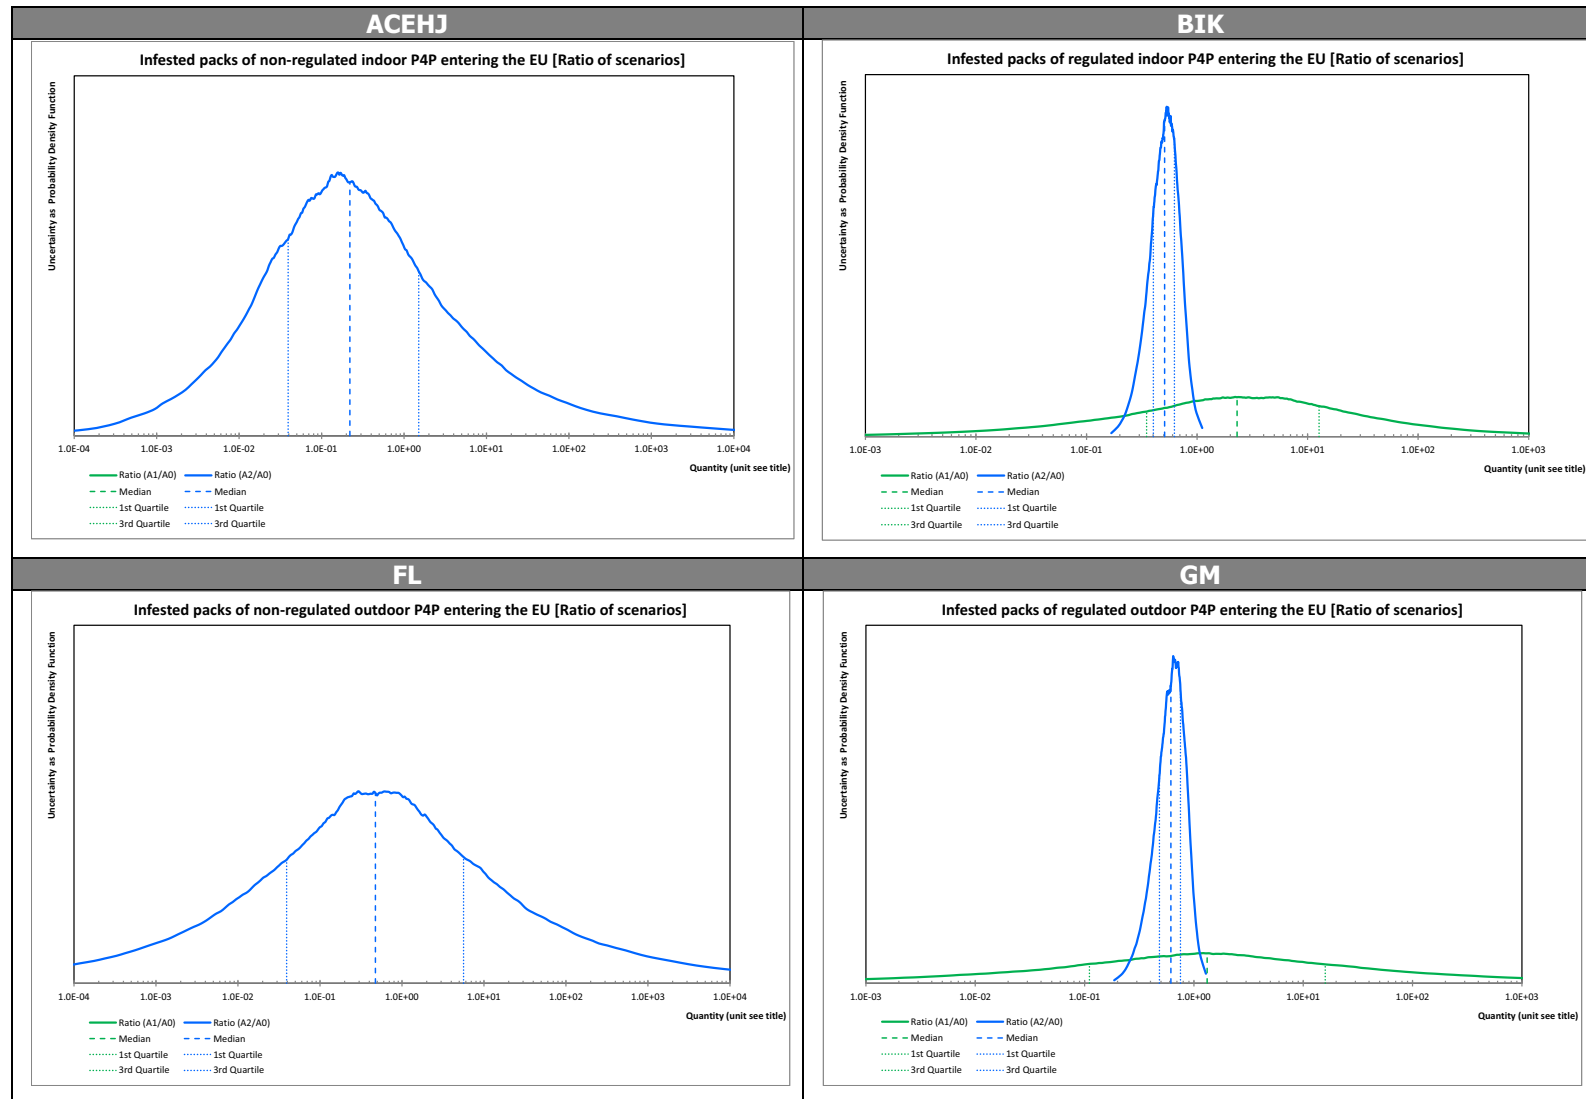 ACEHJ
Infested packs of non-regulated indoor P4P entering the EU [Ratio of scenarios]
Uncertainty as Probability Density Function
1.0E-04 1.0E-03 1.0E-02 1.0E-01 1.0E+00 1.0E+01 1.0E+02 1.0E+03 1.0E+04
Quantity (unit see title)
Ratio (A1/A0) Ratio (A2/A0)
Median Median
1st Quartile 1st Quartile
3rd Quartile 3rd Quartile
BIK
Infested packs of regulated indoor P4P entering the EU [Ratio of scenarios]
Uncertainty as Probability Density Function
1.0E-03 1.0E-02 1.0E-01 1.0E+00 1.0E+01 1.0E+02 1.0E+03
Quantity (unit see title)
Ratio (A1/A0) Ratio (A2/A0)
Median Median
1st Quartile 1st Quartile
3rd Quartile 3rd Quartile
FL
Infested packs of non-regulated outdoor P4P entering the EU [Ratio of scenarios]
Uncertainty as Probability Density Function
1.0E-04 1.0E-03 1.0E-02 1.0E-01 1.0E+00 1.0E+01 1.0E+02 1.0E+03 1.0E+04
Quantity (unit see title)
Ratio (A1/A0) Ratio (A2/A0)
Median Median
1st Quartile 1st Quartile
3rd Quartile 3rd Quartile
GM
Infested packs of regulated outdoor P4P entering the EU [Ratio of scenarios]
Uncertainty as Probability Density Function
1.0E-03 1.0E-02 1.0E-01 1.0E+00 1.0E+01 1.0E+02 1.0E+03
Quantity (unit see title)
Ratio (A1/A0) Ratio (A2/A0)
Median Median
1st Quartile 1st Quartile
3rd Quartile 3rd Quartile